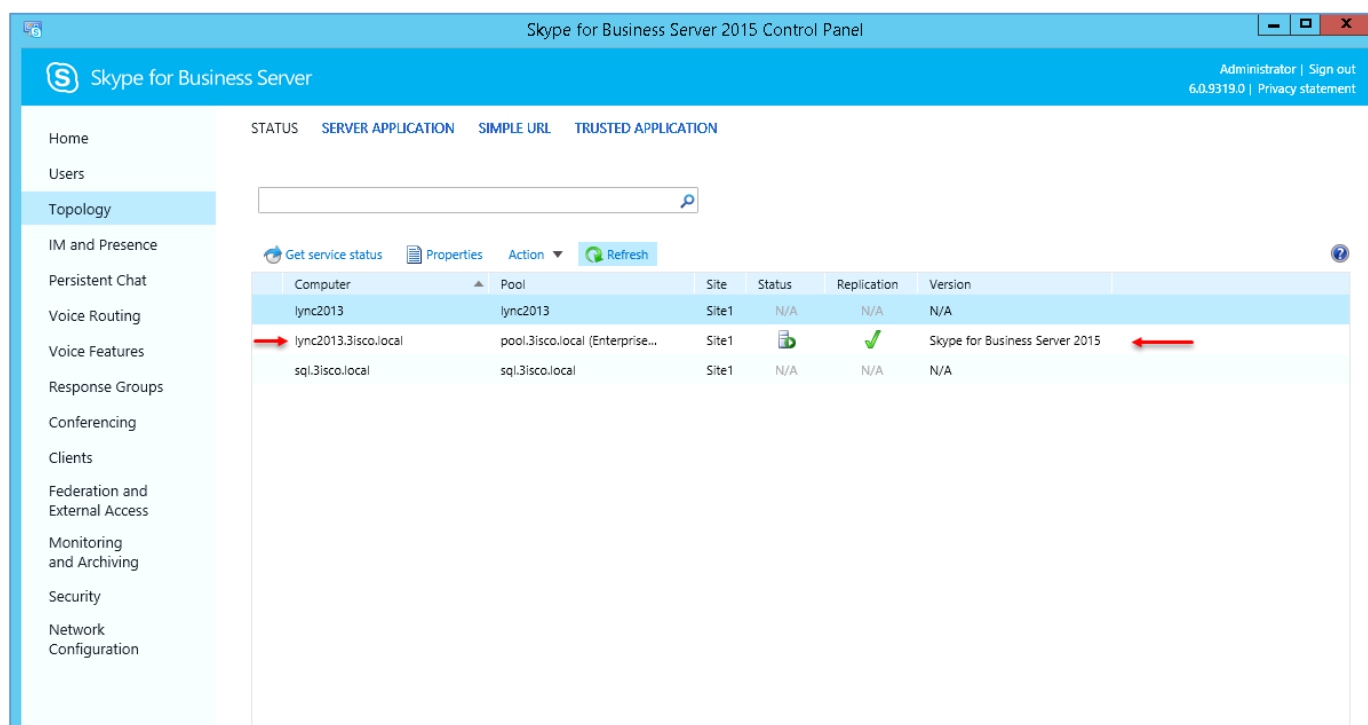 Skype for Business Server 2015 Control Panel
Skype for Business Server
Administrator | Sign out
6.0.9319.0 | Privacy statement
Home
Users
Topology
IM and Presence
Persistent Chat
Voice Routing
Voice Features
Response Groups
Conferencing
Clients
Federation and
External Access
Monitoring
and Archiving
Security
Network
Configuration
STATUS SERVER APPLICATION SIMPLE URL TRUSTED APPLICATION
Get service status Properties Action Refresh
Computer Pool Site Status Replication Version
lync2013 lync2013 Site1 N/A N/A N/A
lync2013.3isco.local pool.3isco.local (Enterprise... Site1 Skype for Business Server 2015
sql.3isco.local sql.3isco.local Site1 N/A N/A N/A